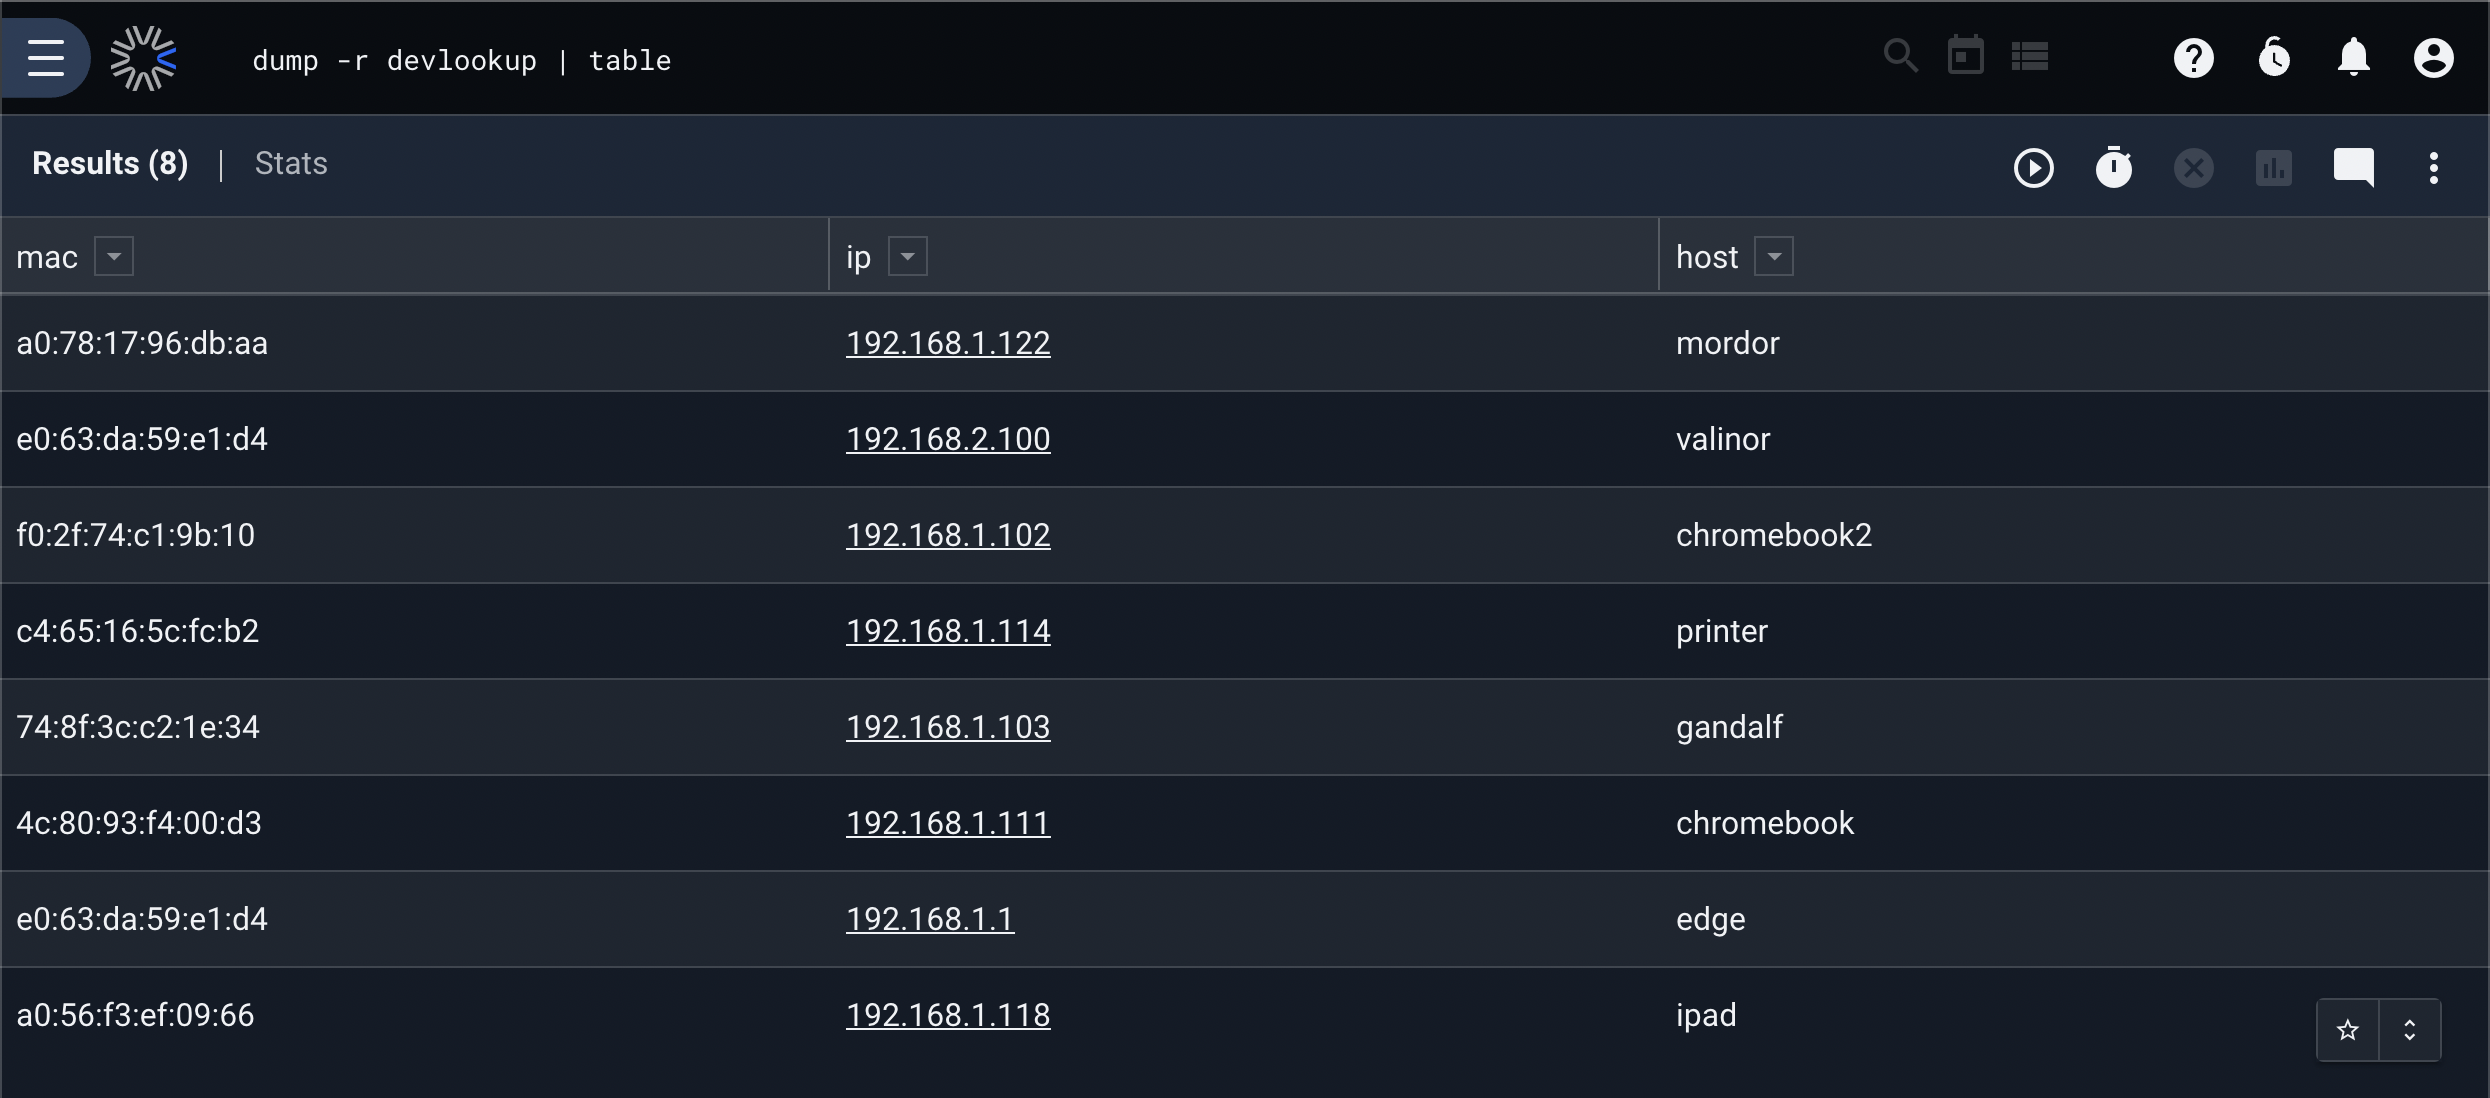 dump -r devlookup | table
Results (8) | Stats
mac ip host
a0:78:17:96:db:aa 192.168.1.122 mordor
e0:63:da:59:e1:d4 192.168.2.100 valinor
f0:2f:74:c1:9b:10 192.168.1.102 chromebook2
c4:65:16:5c:fc:b2 192.168.1.114 printer
74:8f:3c:c2:1e:34 192.168.1.103 gandalf
4c:80:93:f4:00:d3 192.168.1.111 chromebook
e0:63:da:59:e1:d4 192.168.1.1 edge
a0:56:f3:ef:09:66 192.168.1.118 ipad